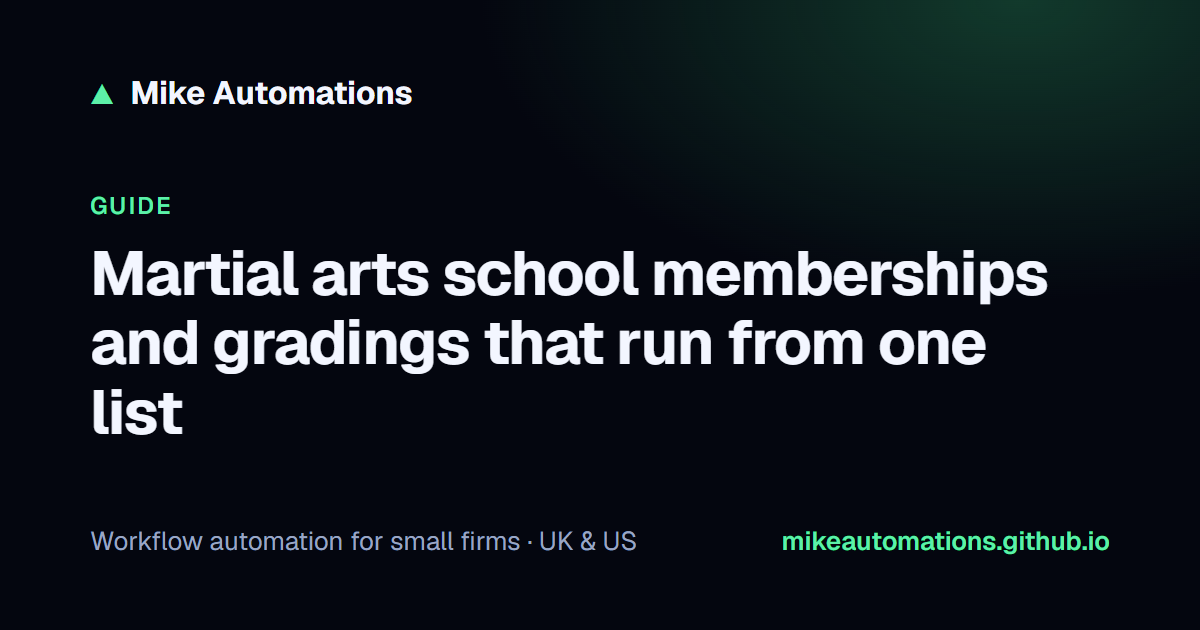 Mike Automations
GUIDE
Martial arts school memberships
and gradings that run from one
list
Workflow automation for small firms · UK & US
mikeautomations.github.io